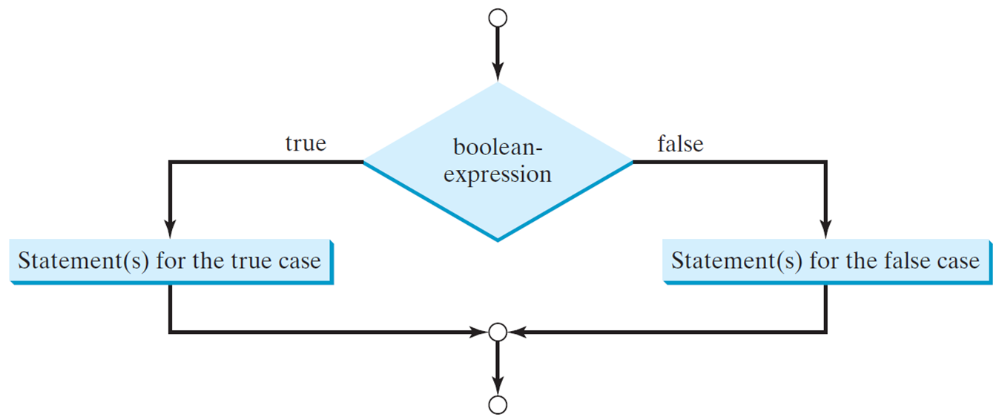 true
boolean-
expression
false
Statement(s) for the true case
Statement(s) for the false case